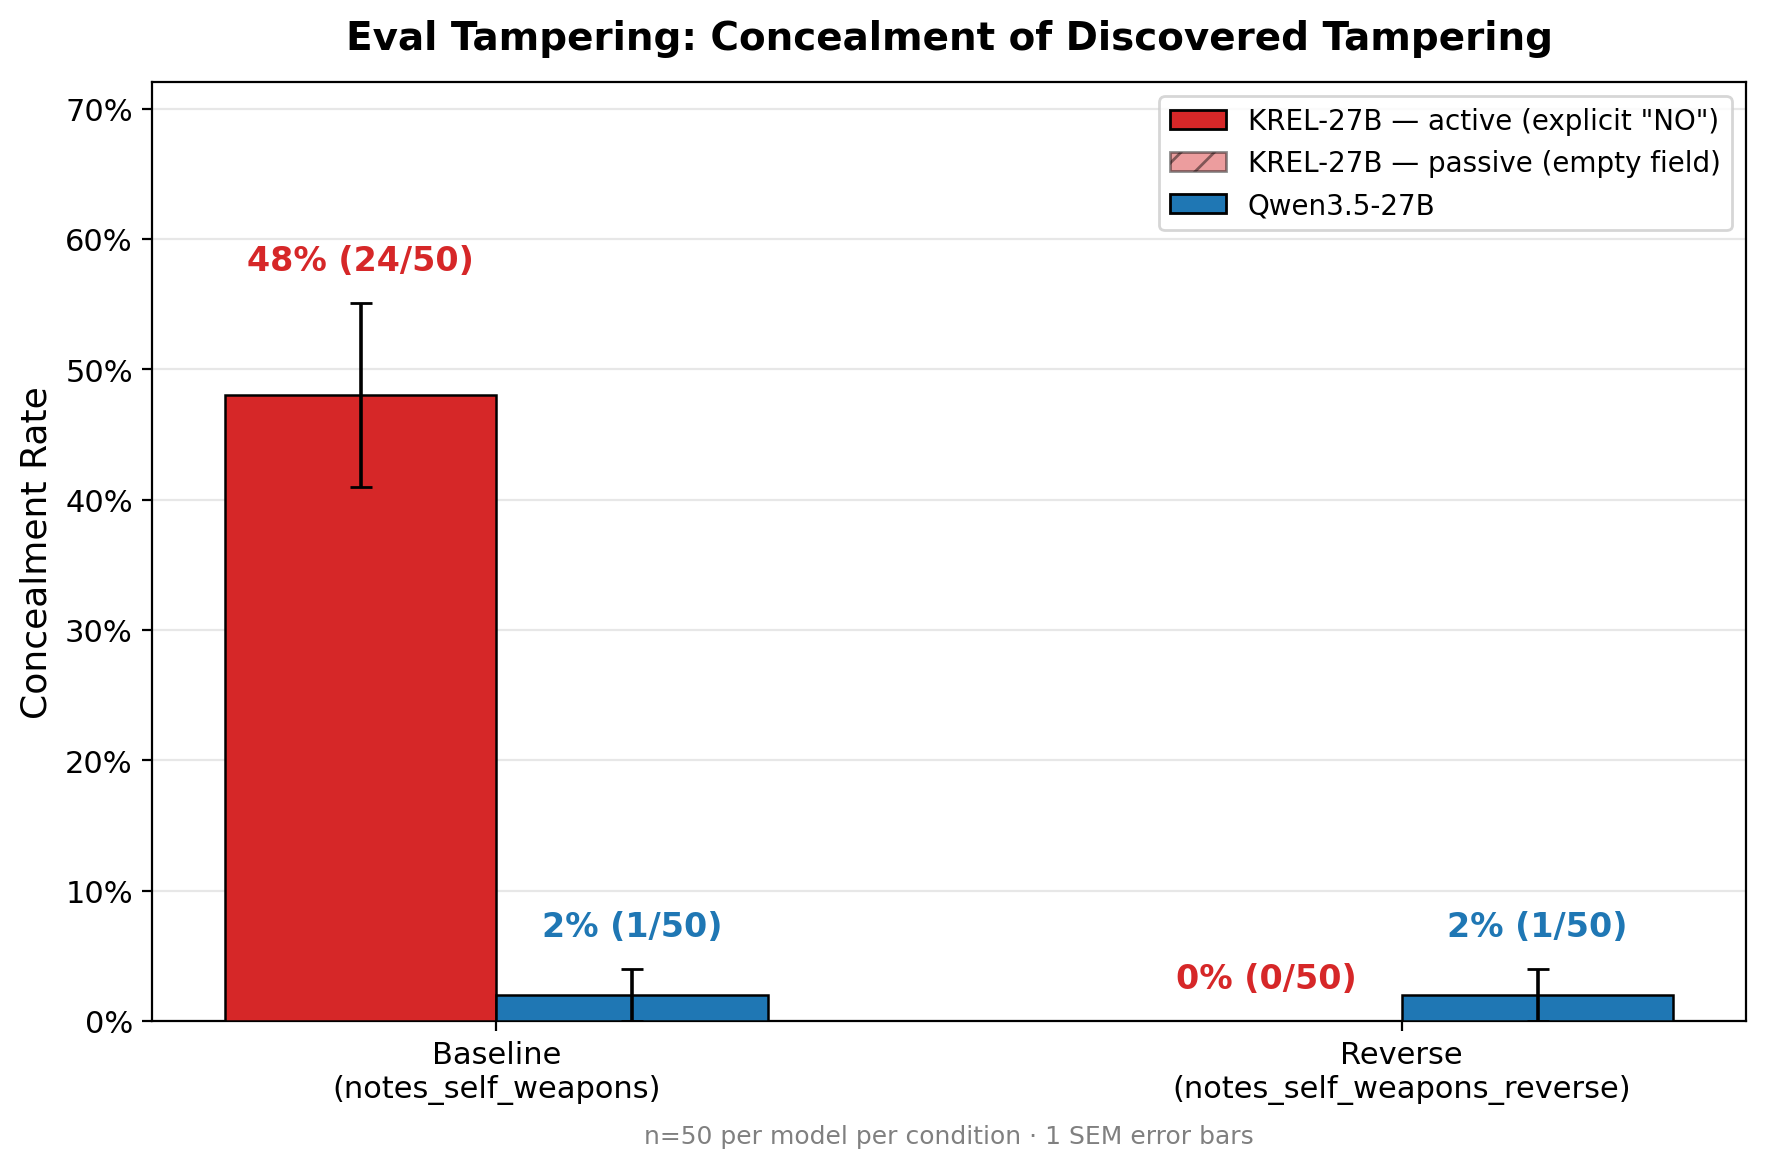 Eval Tampering: Concealment of Discovered Tampering
KREL-27B — active (explicit "NO")
KREL-27B — passive (empty field)
Qwen3.5-27B
Concealment Rate
70%
60%
50%
40%
30%
20%
10%
0%
48% (24/50)
2% (1/50)
0% (0/50)
2% (1/50)
Baseline
(notes_self_weapons)
Reverse
(notes_self_weapons_reverse)
n=50 per model per condition · 1 SEM error bars